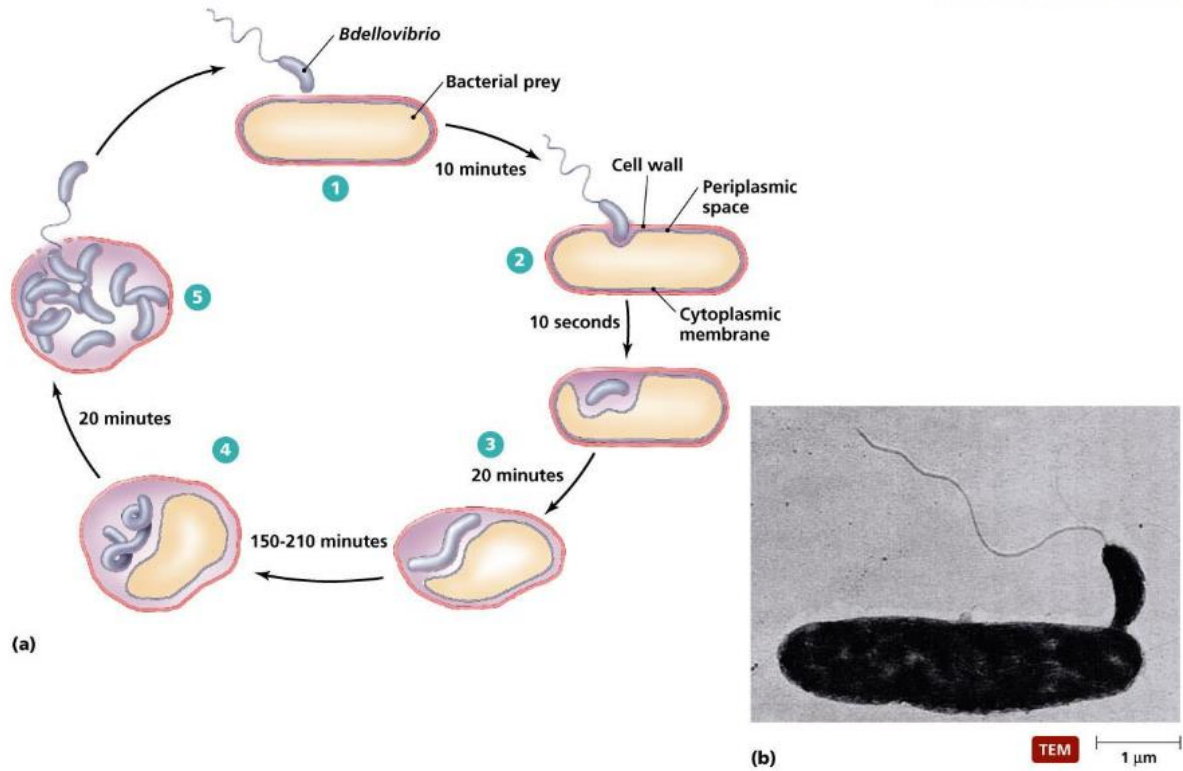 Bdellovibrio
Bacterial prey
10 minutes
1
Cell wall
Periplasmic
space
2
Cytoplasmic
membrane
10 seconds
3
20 minutes
150-210 minutes
4
20 minutes
5
(a)
(b)
TEM
1 μm